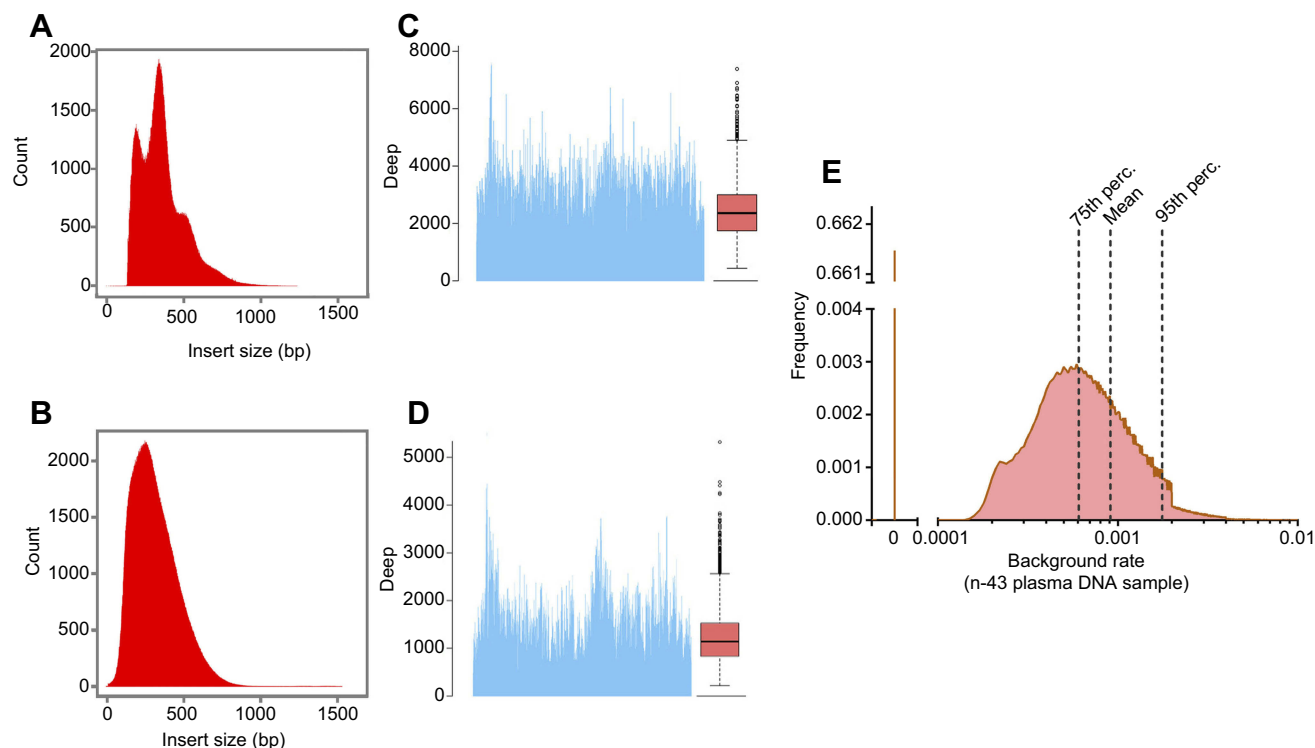 A
2000
1500
1000
500
0
Count
0
500
1000
1500
Insert size (bp)
B
2000
1500
1000
500
0
Count
0
500
1000
1500
Insert size (bp)
C
8000
6000
4000
2000
0
Deep
D
5000
4000
3000
2000
1000
0
Deep
E
75th perc.
Mean
95th perc.
0.662
0.661
0.004
0.003
0.002
0.001
0.000
Frequency
0
0.0001
0.001
0.01
Background rate
(n-43 plasma DNA sample)